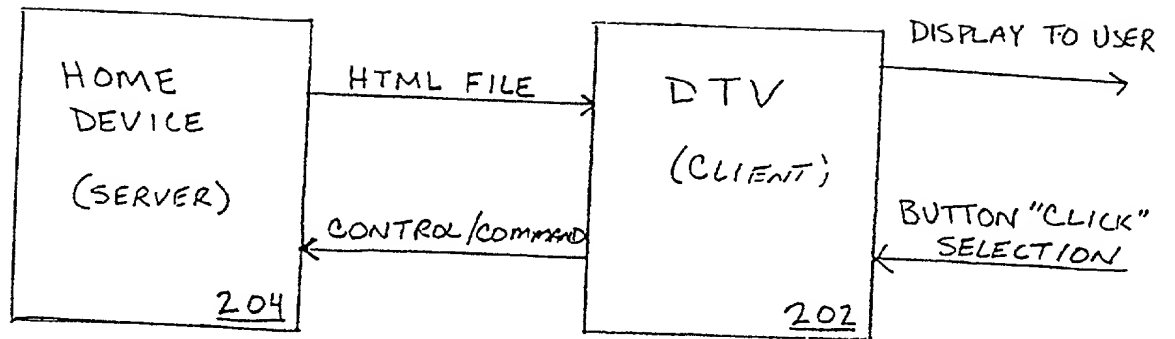 HOME
DEVICE
(SERVER)
204
HTML FILE
CONTROL/COMMAND
DTV
(CLIENT)
202
DISPLAY TO USER
BUTTON "CLICK"
SELECTION